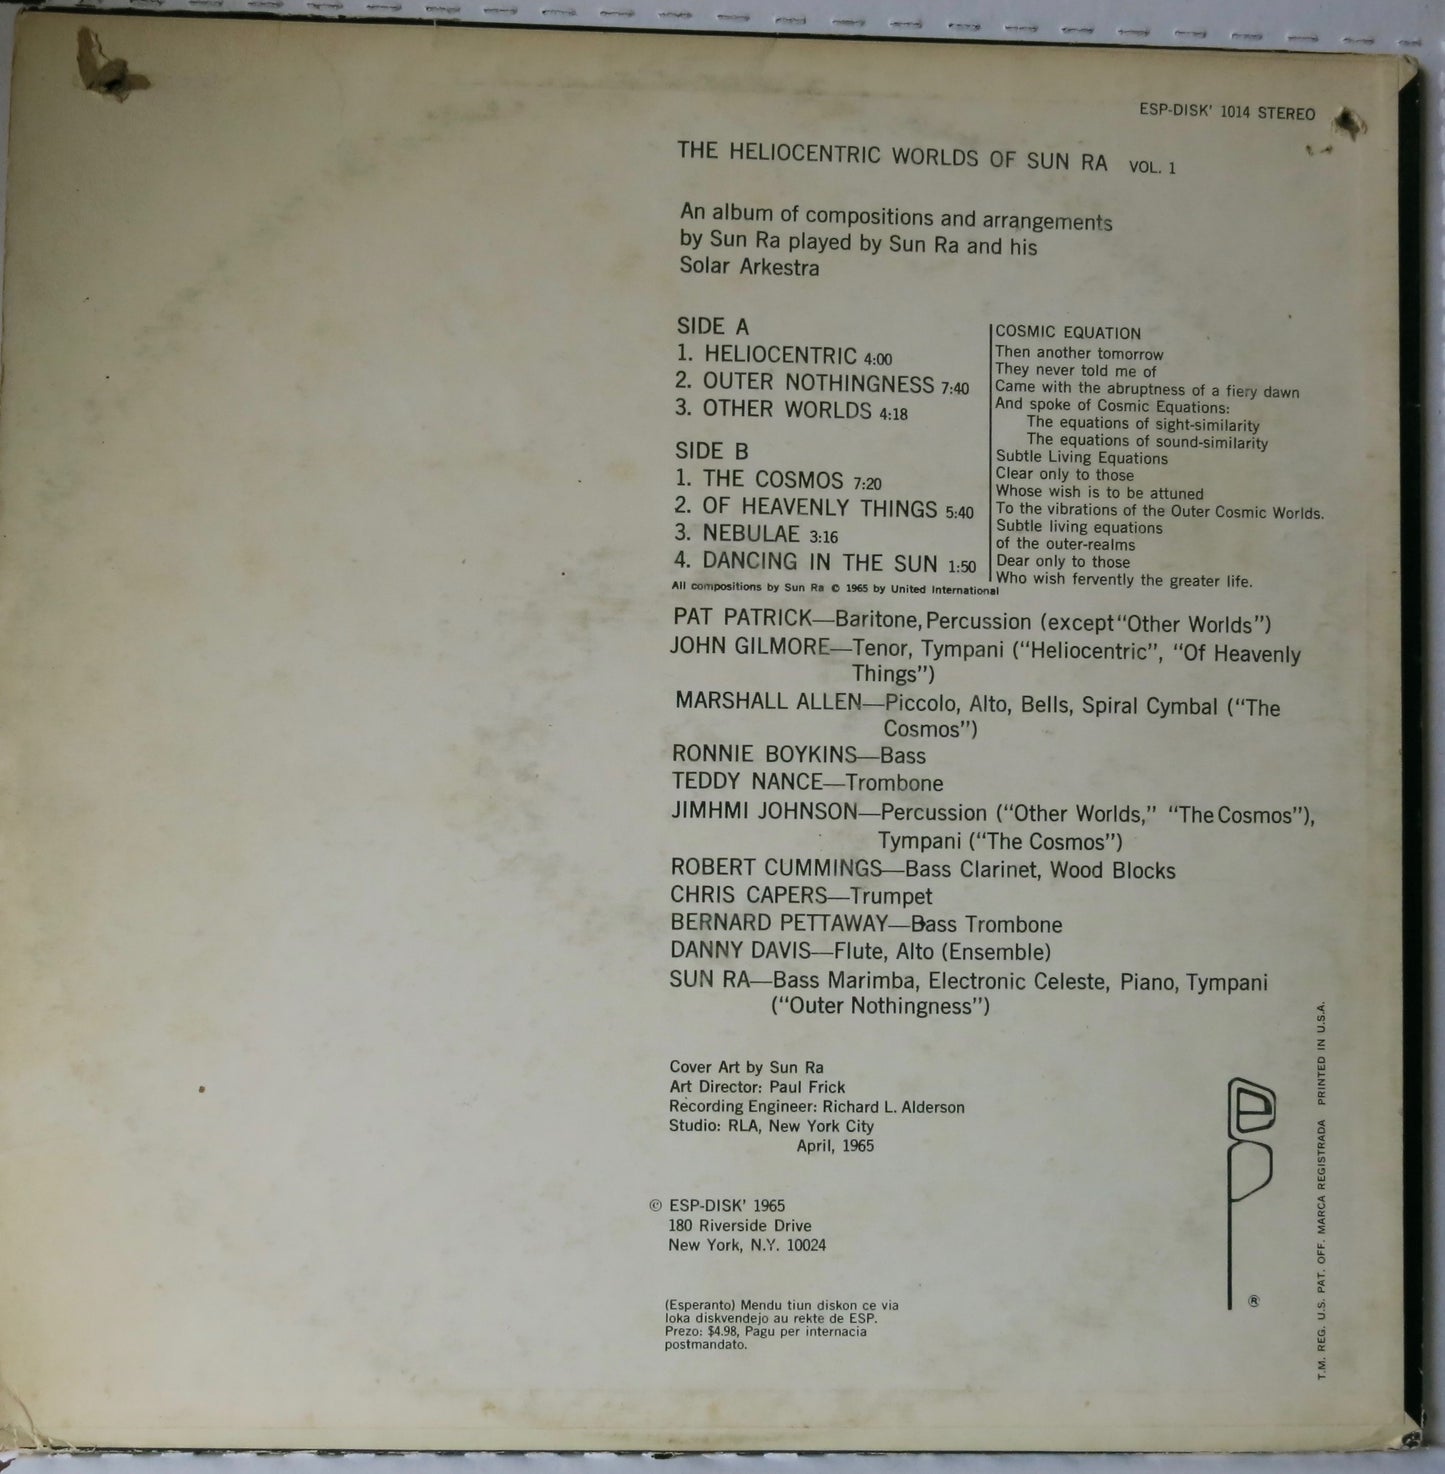 ESP-DISK' 1014 STEREO
THE HELIOCENTRIC WORLDS OF SUN RA VOL. 1
An album of compositions and arrangements
by Sun Ra played by Sun Ra and his
Solar Arkestra
SIDE A
1. HELIOCENTRIC 4:00
2. OUTER NOTHINGNESS 7:40
3. OTHER WORLDS 4:18
SIDE B
1. THE COSMOS 7:20
2. OF HEAVENLY THINGS 5:40
3. NEBULAE 3:16
4. DANCING IN THE SUN 1:50
All compositions by Sun Ra © 1965 by United International
COSMIC EQUATION
Then another tomorrow
They never told me of
Came with the abruptness of a fiery dawn
And spoke of Cosmic Equations:
The equations of sight-similarity
The equations of sound-similarity
Subtle Living Equations
Clear only to those
Whose wish is to be attuned
To the vibrations of the Outer Cosmic Worlds.
Subtle living equations
of the outer-realms
Dear only to those
Who wish fervently the greater life.
PAT PATRICK—Baritone, Percussion (except "Other Worlds")
JOHN GILMORE—Tenor, Tympani ("Heliocentric", "Of Heavenly
Things")
MARSHALL ALLEN—Piccolo, Alto, Bells, Spiral Cymbal ("The
Cosmos")
RONNIE BOYKINS—Bass
TEDDY NANCE—Trombone
JIMHMI JOHNSON—Percussion ("Other Worlds," "The Cosmos"),
Tympani ("The Cosmos")
ROBERT CUMMINGS—Bass Clarinet, Wood Blocks
CHRIS CAPERS—Trumpet
BERNARD PETTAWAY—Bass Trombone
DANNY DAVIS—Flute, Alto (Ensemble)
SUN RA—Bass Marimba, Electronic Celeste, Piano, Tympani
("Outer Nothingness")
Cover Art by Sun Ra
Art Director: Paul Frick
Recording Engineer: Richard L. Alderson
Studio: RLA, New York City
April, 1965
© ESP-DISK' 1965
180 Riverside Drive
New York, N.Y. 10024
(Esperanto) Mendu tiun diskon ce via
loka diskvendejo au rekte de ESP.
Prezo: $4.98, Pagu per internacia
postmandato.
®
T.M. REG. U.S. PAT. OFF. MARCA REGISTRADA PRINTED IN U.S.A.